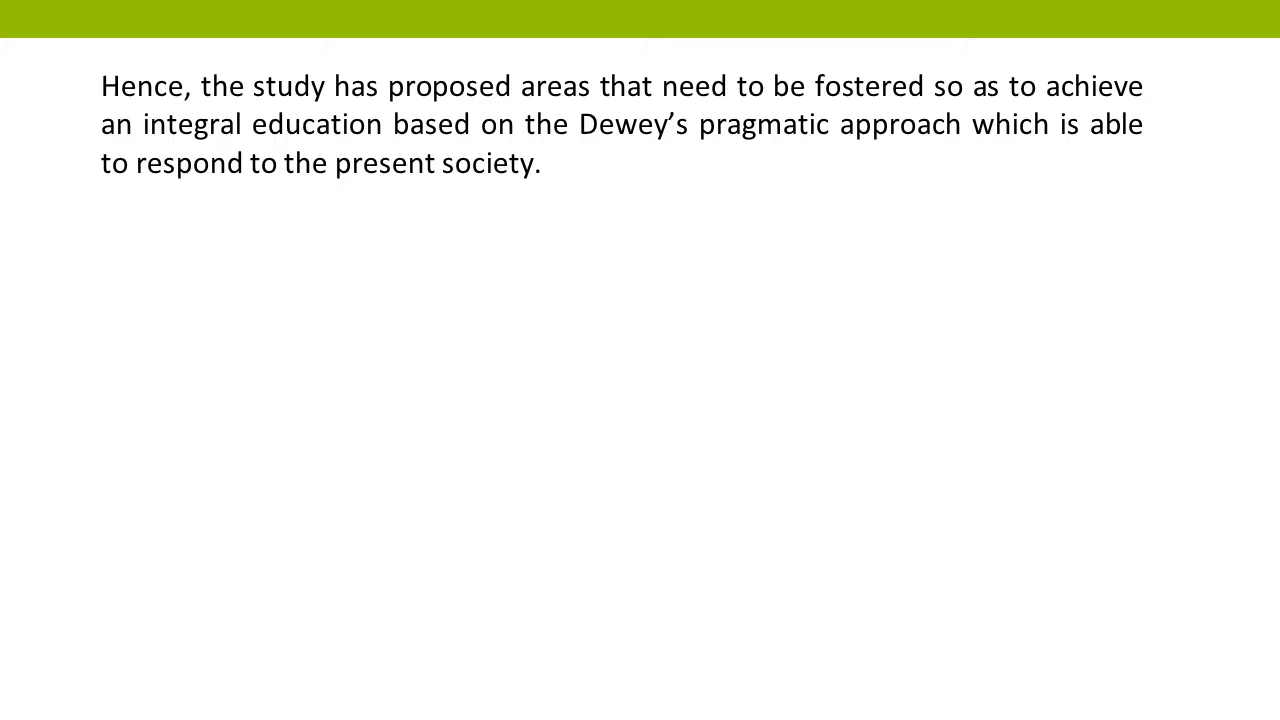 Hence, the study has proposed areas that need to be fostered so as to achieve
an integral education based on the Dewey’s pragmatic approach which is able
to respond to the present society.